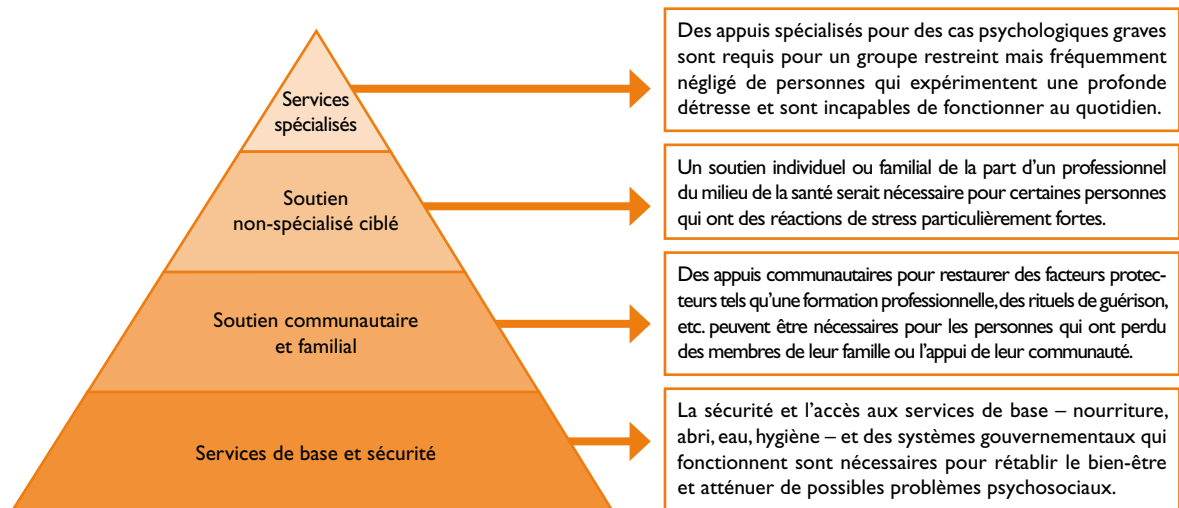 Services
spécialisés
Des appuis spécialisés pour des cas psychologiques graves
sont requis pour un groupe restreint mais fréquemment
négligé de personnes qui expérimentent une profonde
détresse et sont incapables de fonctionner au quotidien.
Soutien
non-spécialisé ciblé
Un soutien individuel ou familial de la part d’un professionnel
du milieu de la santé serait nécessaire pour certaines personnes
qui ont des réactions de stress particulièrement fortes.
Soutien communautaire
et familial
Des appuis communautaires pour restaurer des facteurs protec-
teurs tels qu’une formation professionnelle, des rituels de guérison,
etc. peuvent être nécessaires pour les personnes qui ont perdu
des membres de leur famille ou l’appui de leur communauté.
Services de base et sécurité
La sécurité et l’accès aux services de base – nourriture,
abri, eau, hygiène – et des systèmes gouvernementaux qui
fonctionnent sont nécessaires pour rétablir le bien-être
et atténuer de possibles problèmes psychosociaux.